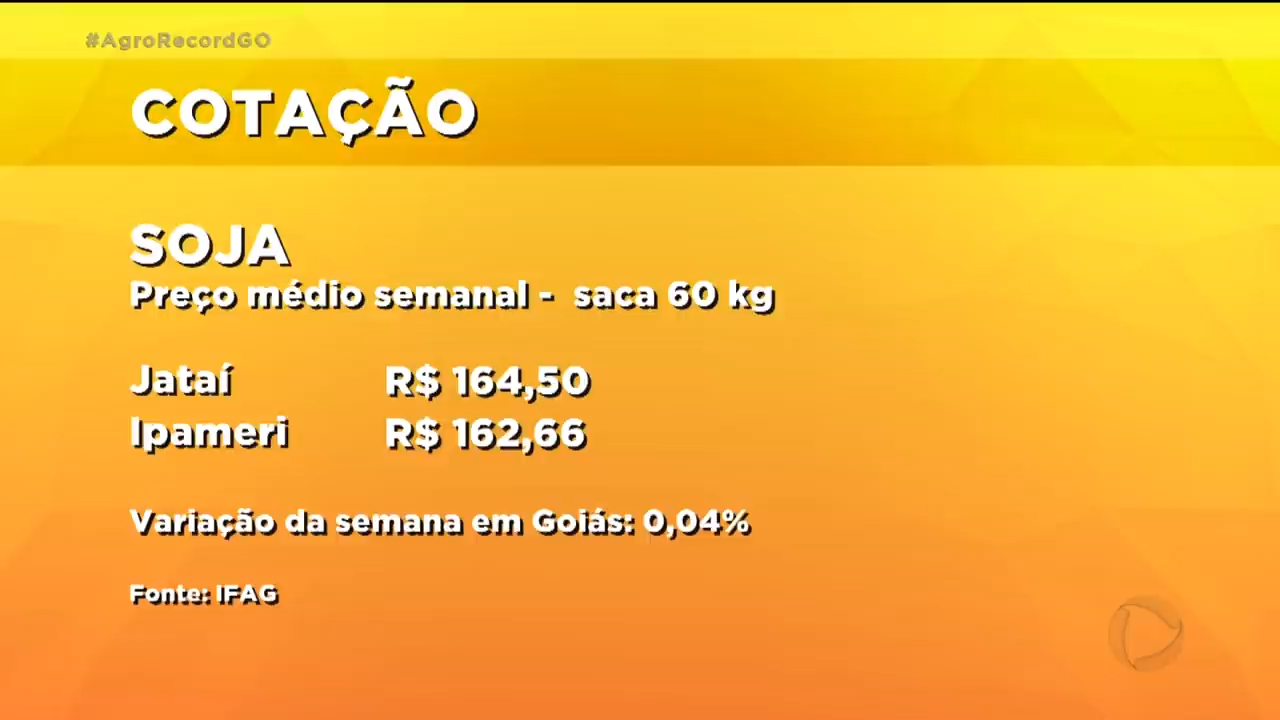 #AgroRecordGO
COTAÇÃO
SOJA
Preço médio semanal - saca 60 kg
Jataí R$ 164,50
Ipameri R$ 162,66
Variação da semana em Goiás: 0,04%
Fonte: IFAG